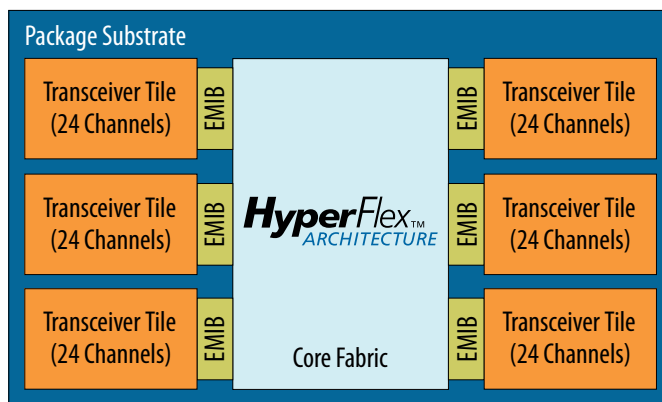 Package Substrate
Transceiver Tile
(24 Channels)
EMIB
EMIB
Transceiver Tile
(24 Channels)
Transceiver Tile
(24 Channels)
EMIB
HyperFlex™
ARCHITECTURE
EMIB
Transceiver Tile
(24 Channels)
Transceiver Tile
(24 Channels)
EMIB
Core Fabric
EMIB
Transceiver Tile
(24 Channels)